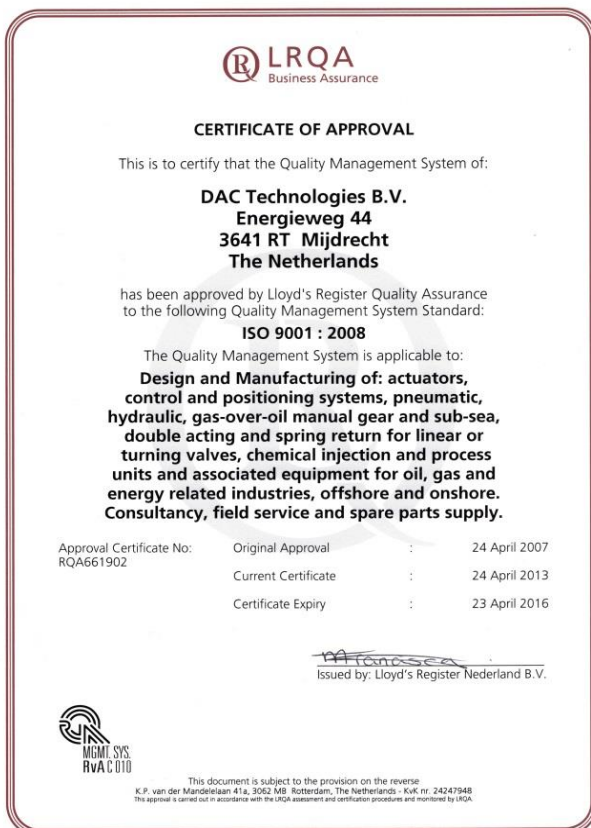 LRQA
Business Assurance
CERTIFICATE OF APPROVAL
This is to certify that the Quality Management System of:
DAC Technologies B.V.
Energieweg 44
3641 RT Mijdrecht
The Netherlands
has been approved by Lloyd's Register Quality Assurance
to the following Quality Management System Standard:
ISO 9001 : 2008
The Quality Management System is applicable to:
Design and Manufacturing of: actuators,
control and positioning systems, pneumatic,
hydraulic, gas-over-oil manual gear and sub-sea,
double acting and spring return for linear or
turning valves, chemical injection and process
units and associated equipment for oil, gas and
energy related industries, offshore and onshore.
Consultancy, field service and spare parts supply.
Approval Certificate No:
RQA661902
Original Approval : 24 April 2007
Current Certificate : 24 April 2013
Certificate Expiry : 23 April 2016
Issued by: Lloyd's Register Nederland B.V.
MGMT. SYS.
RvA C 010
This document is subject to the provision on the reverse
K.P. van der Mandelelaan 41a, 3062 MB Rotterdam, The Netherlands - KvK nr. 24247948
This approval is carried out in accordance with the LRQA assessment and certification procedures and monitored by LRQA.